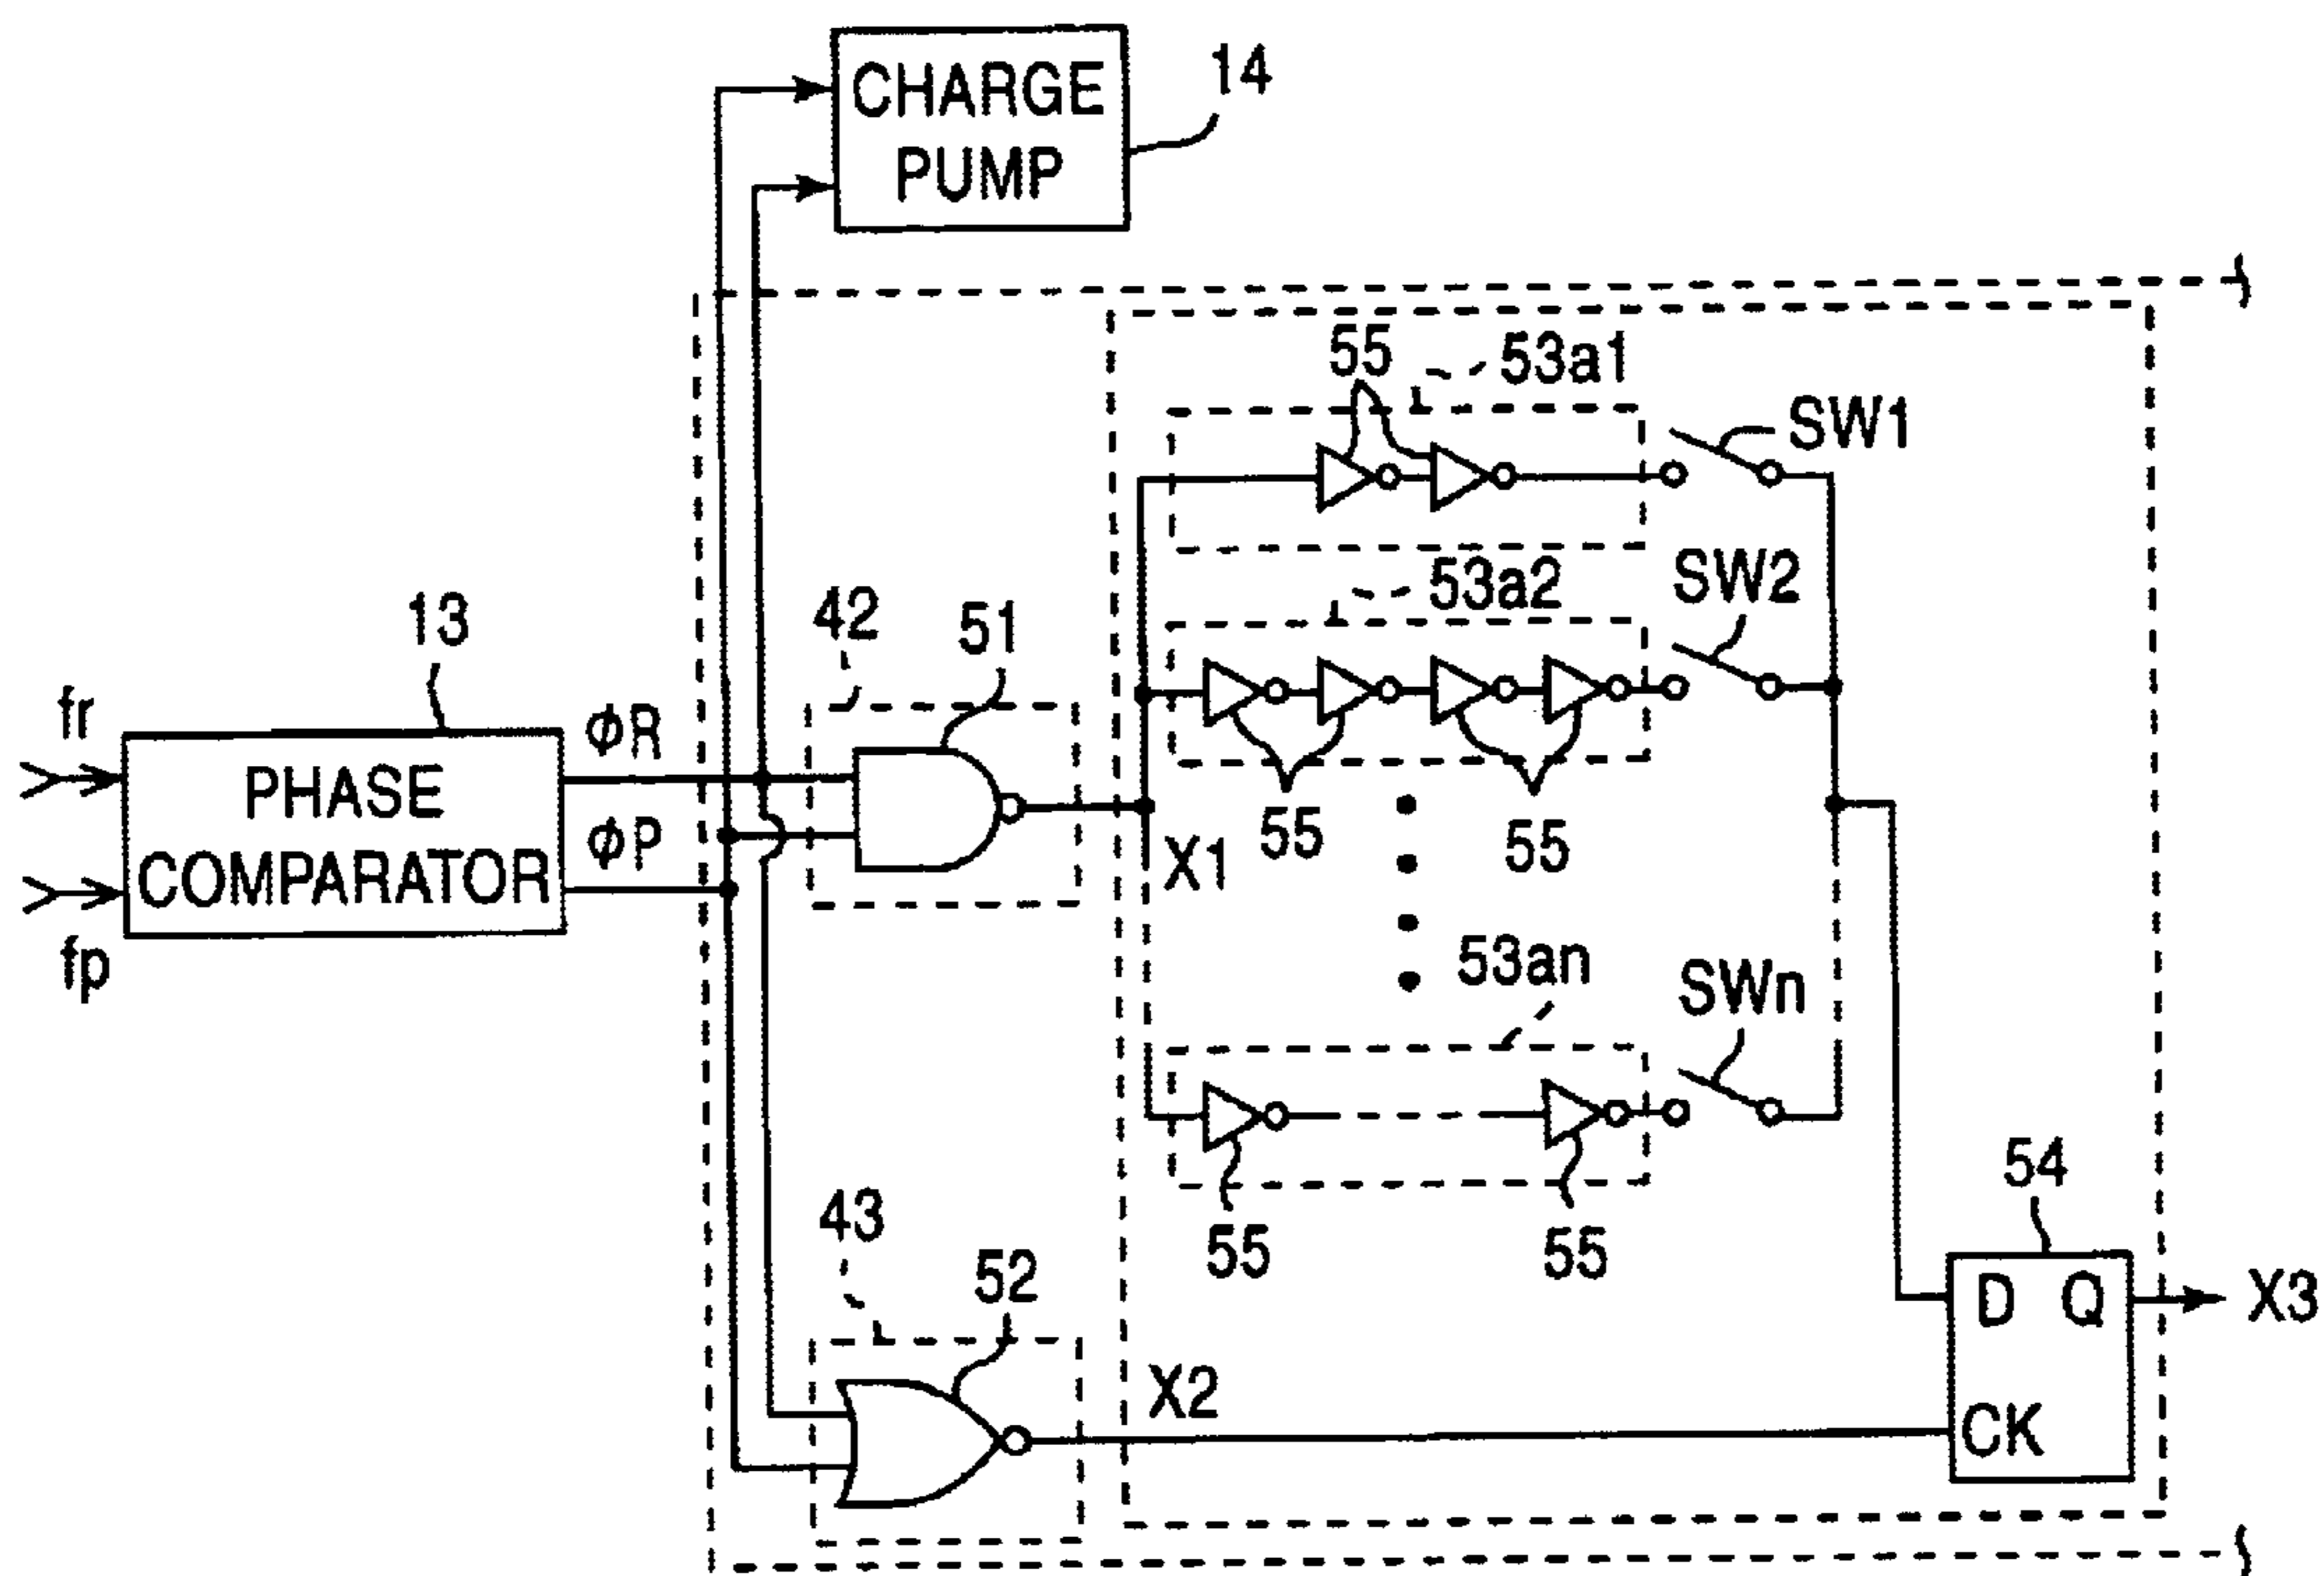 CHARGE
PUMP
14
55
53a1
SW1
53a2
SW2
13
42
51
fr
ϕR
PHASE
COMPARATOR
ϕP
fp
X1
55
55
53an
SWn
43
52
55
55
54
D Q
X3
X2
CK